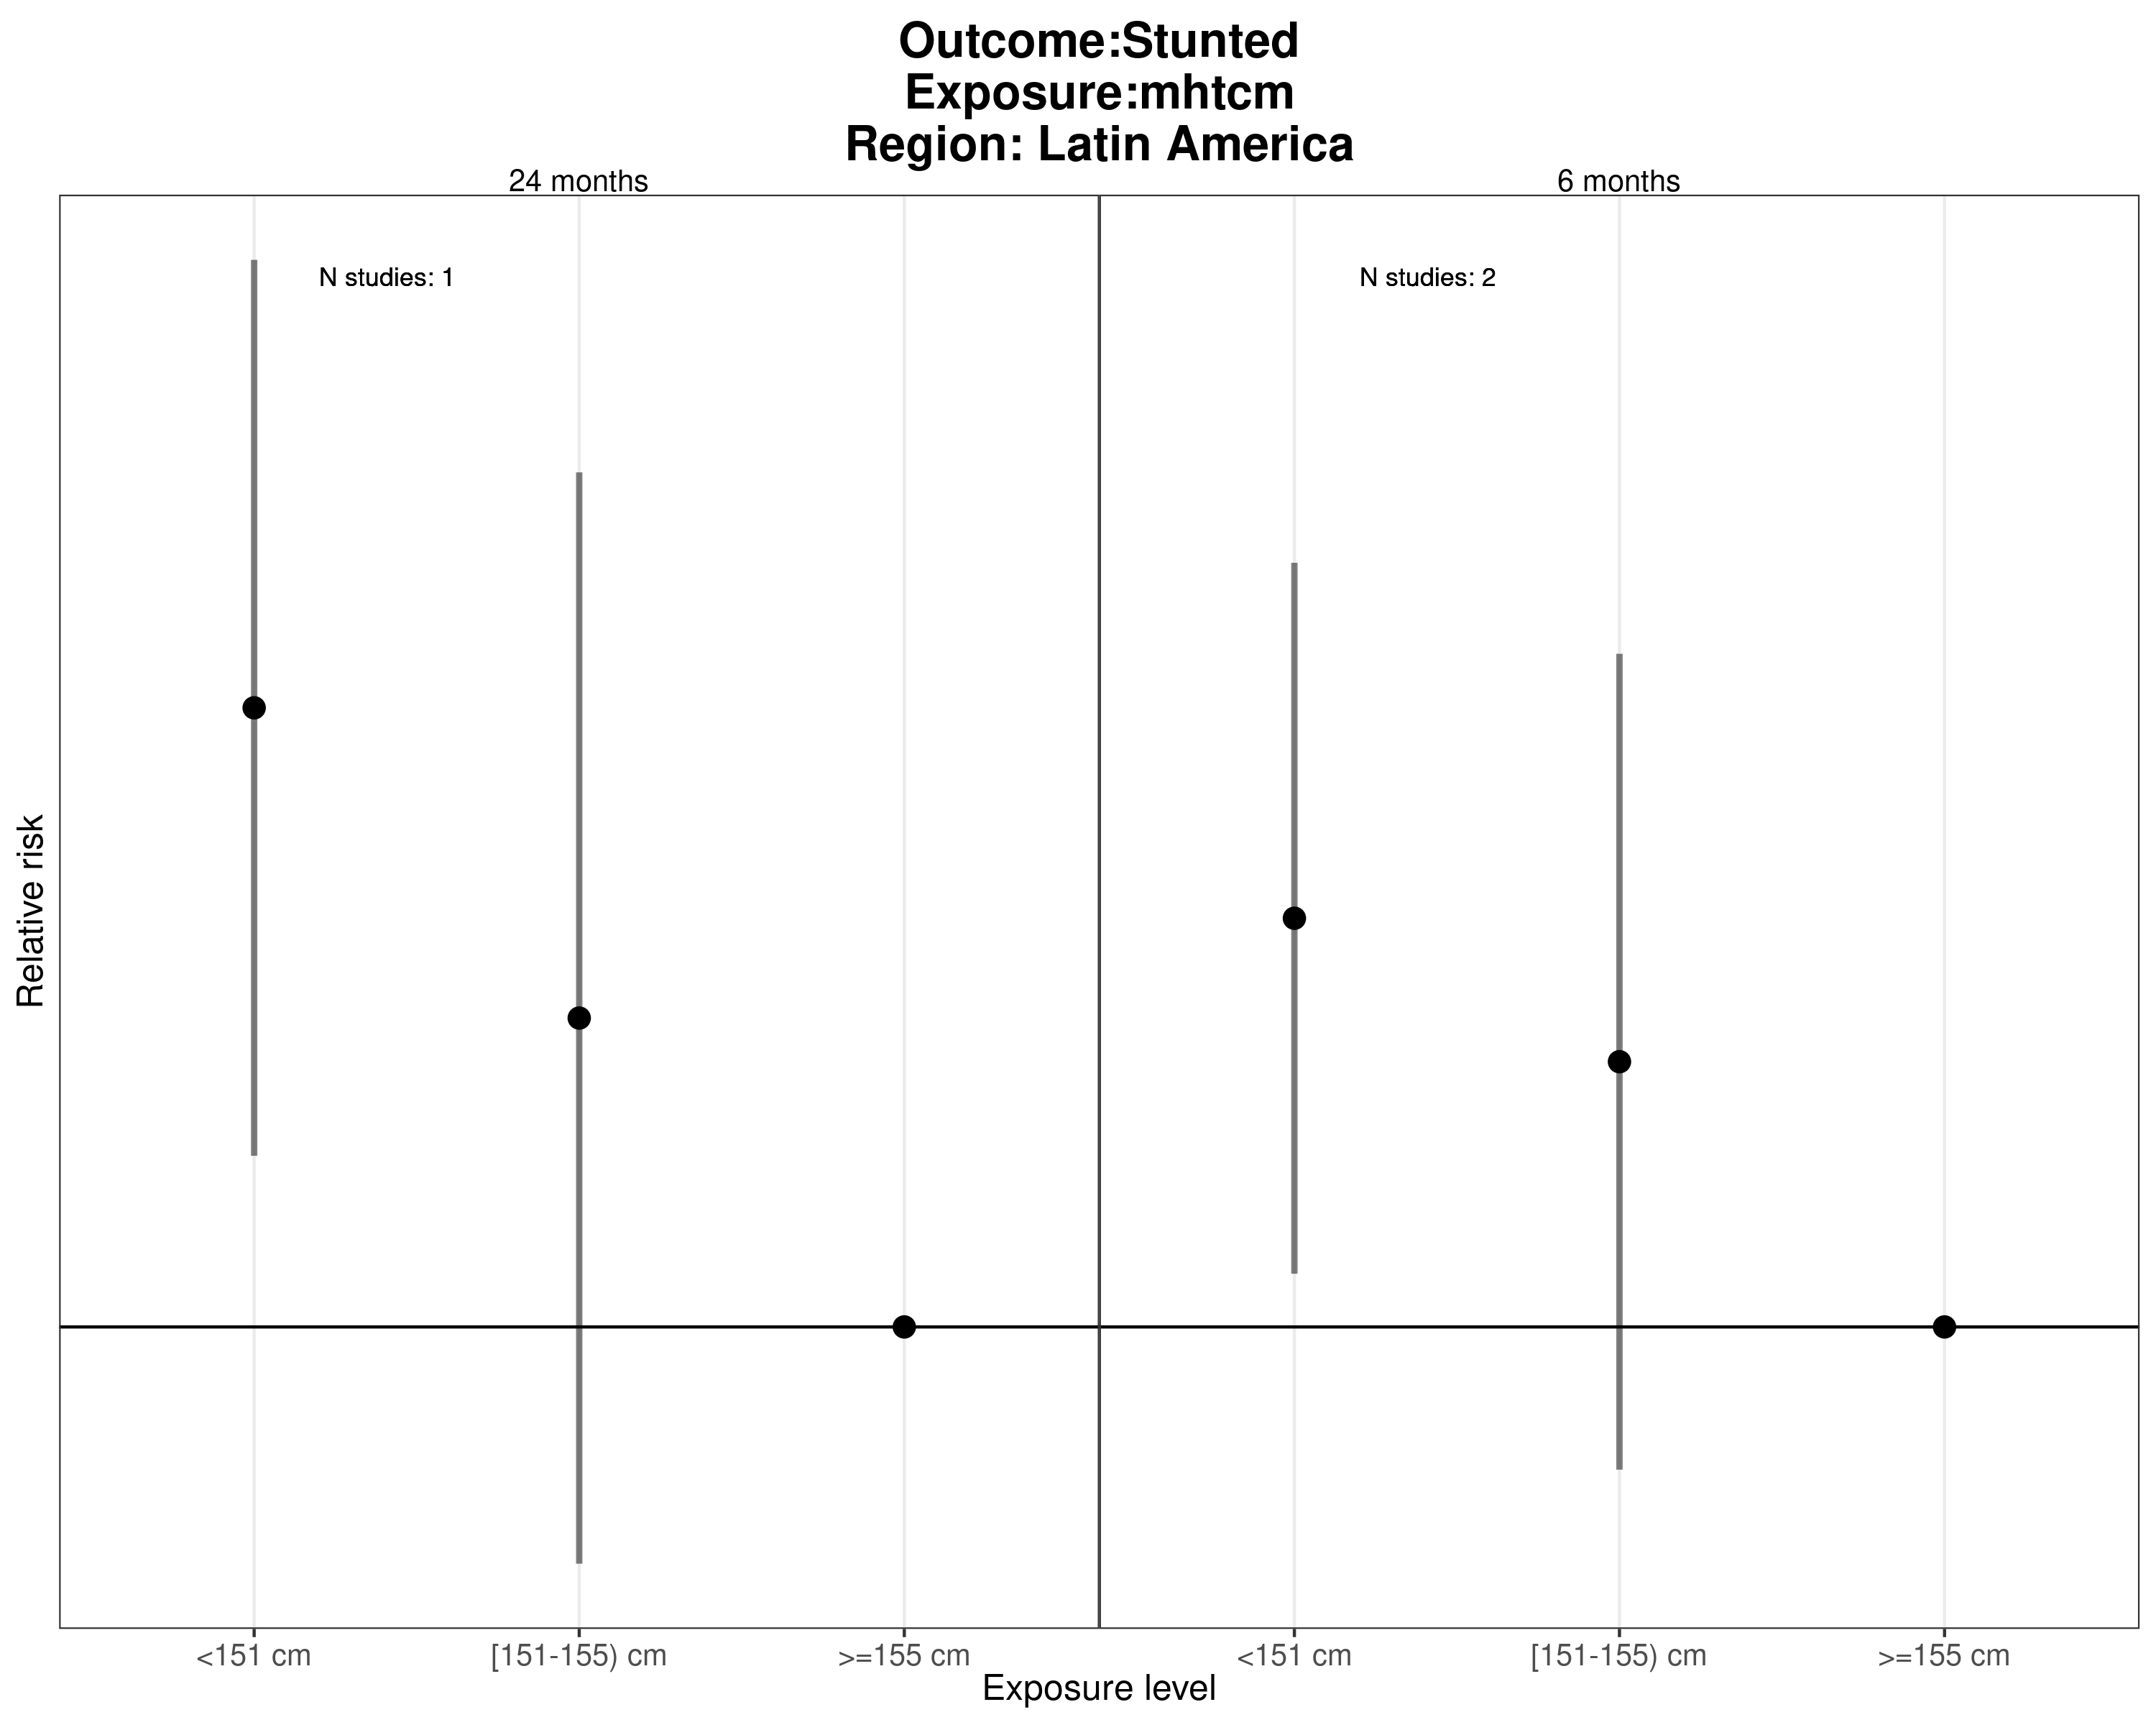 Outcome:Stunted
Exposure:mhtcm
Region: Latin America
24 months
6 months
N studies: 1
N studies: 2
Relative risk
<151 cm
[151-155) cm
>=155 cm
<151 cm
[151-155) cm
>=155 cm
Exposure level